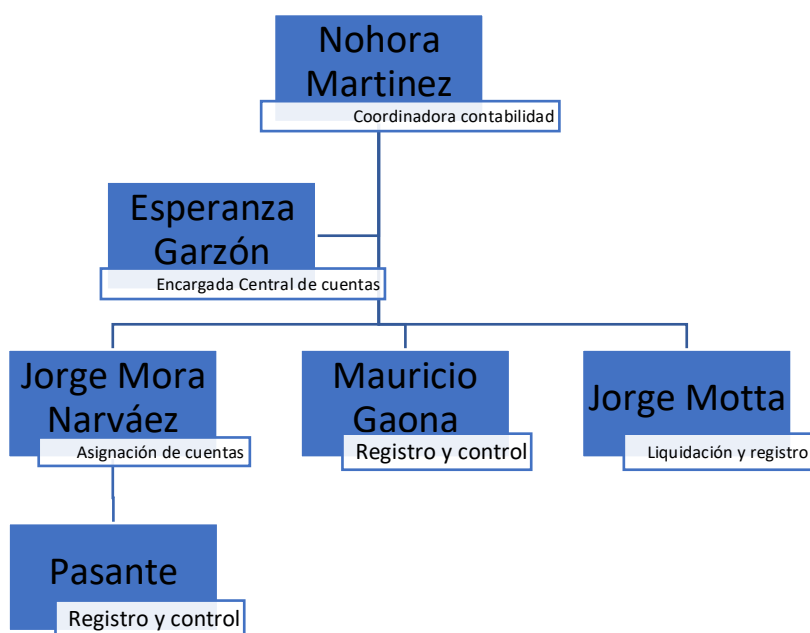 Nohora
Martinez
Coordinadora contabilidad
Esperanza
Garzón
Encargada Central de cuentas
Jorge Mora
Narváez
Asignación de cuentas
Mauricio
Gaona
Registro y control
Jorge Motta
Liquidación y registro
Pasante
Registro y control